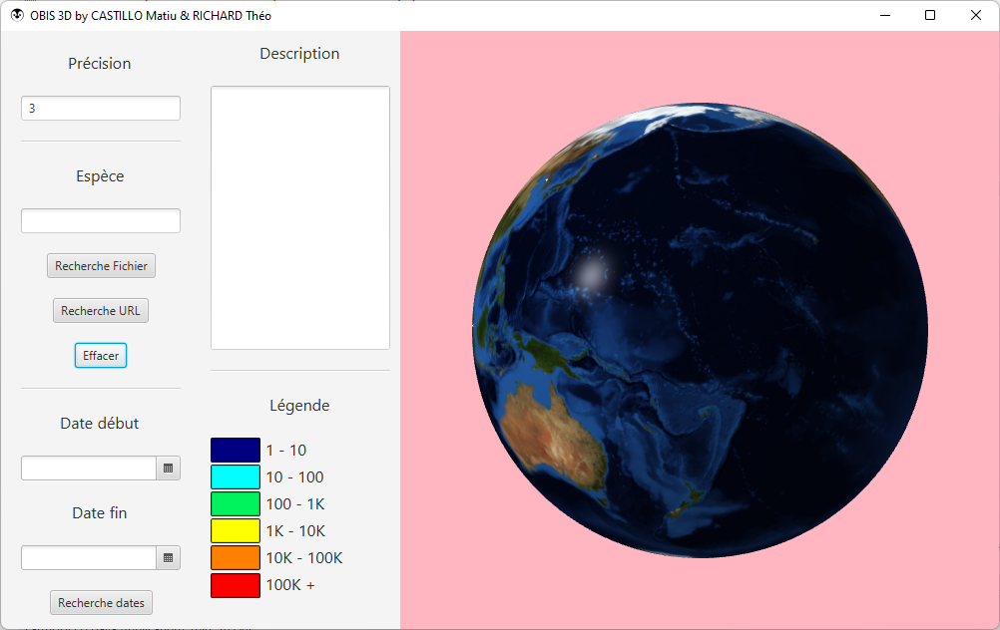 OBIS 3D by CASTILLO Matiu & RICHARD Théo
Précision
3
Espèce
Recherche Fichier
Recherche URL
Effacer
Date début
Date fin
Recherche dates
Description
Légende
1 - 10
10 - 100
100 - 1K
1K - 10K
10K - 100K
100K +